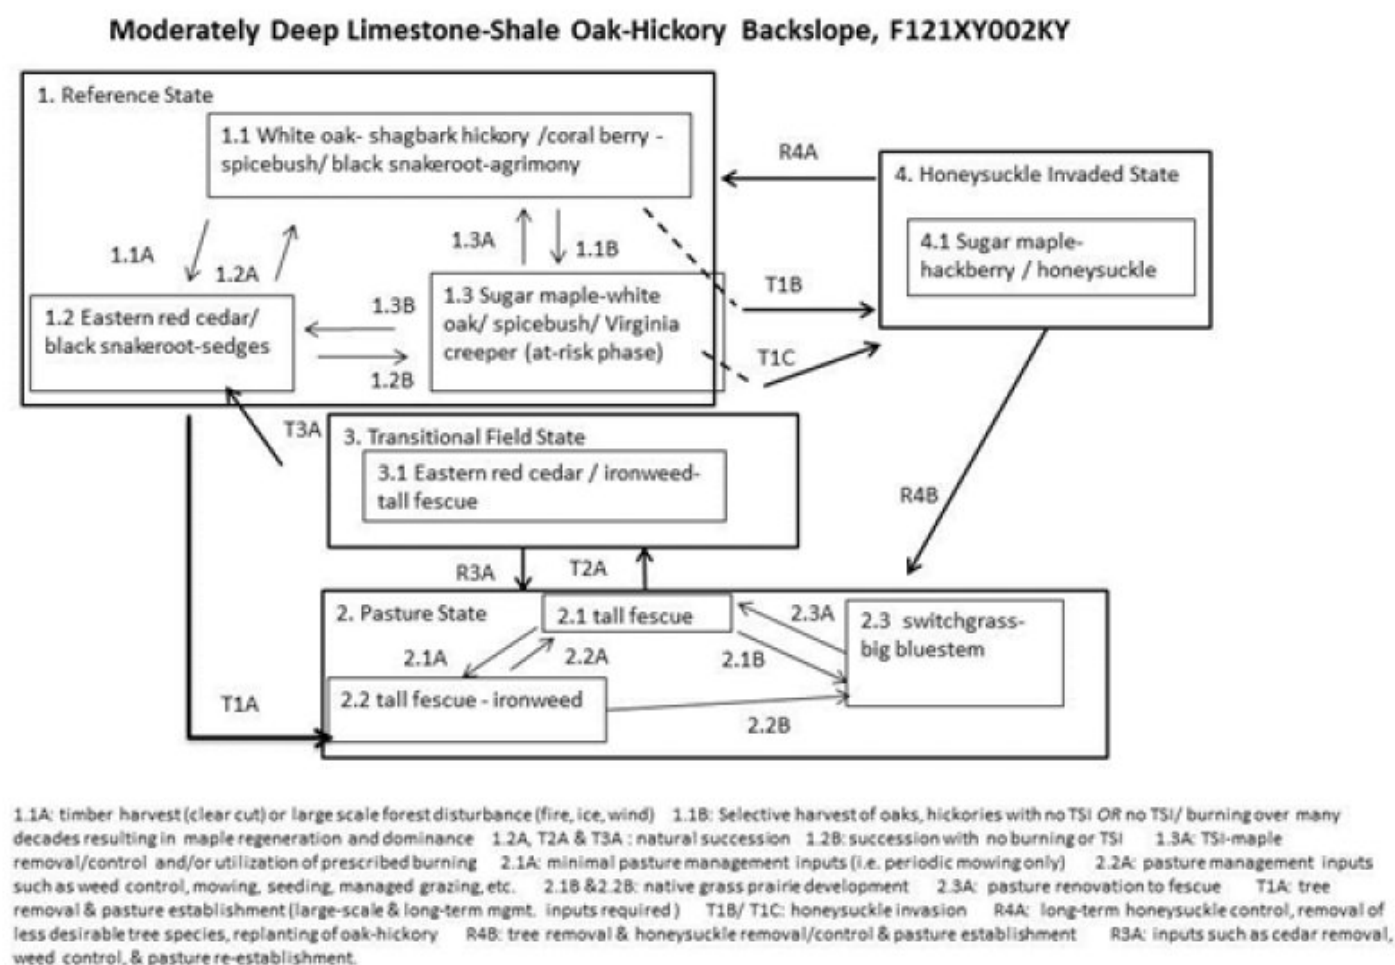 Moderately Deep Limestone-Shale Oak-Hickory Backslope, F121XY002KY
1. Reference State
1.1 White oak- shagbark hickory /coral berry -
spicebush/ black snakeroot-agrimony
R4A
4. Honeysuckle Invaded State
4.1 Sugar maple-
hackberry / honeysuckle
1.1A
1.2A
1.3A
1.1B
T1B
1.2 Eastern red cedar/
black snakeroot-sedges
1.3B
1.2B
1.3 Sugar maple-white
oak/ spicebush/ Virginia
creeper (at-risk phase)
T1C
T3A
3. Transitional Field State
3.1 Eastern red cedar / ironweed-
tall fescue
R4B
R3A
T2A
2. Pasture State
2.1 tall fescue
2.3A
2.3 switchgrass-
big bluestem
2.1A
2.2A
2.1B
2.2 tall fescue - ironweed
2.2B
T1A
1.1A: timber harvest (clear cut) or large scale forest disturbance (fire, ice, wind) 1.1B: Selective harvest of oaks, hickories with no TSI OR no TSI/ burning over many
decades resulting in maple regeneration and dominance 1.2A, T2A & T3A : natural succession 1.2B: succession with no burning or TSI 1.3A: TSI-maple
removal/control and/or utilization of prescribed burning 2.1A: minimal pasture management inputs (i.e. periodic mowing only) 2.2A: pasture management inputs
such as weed control, mowing, seeding, managed grazing, etc. 2.1B &2.2B: native grass prairie development 2.3A: pasture renovation to fescue T1A: tree
removal & pasture establishment (large-scale & long-term mgmt. inputs required ) T1B/ T1C: honeysuckle invasion R4A: long-term honeysuckle control, removal of
less desirable tree species, replanting of oak-hickory R4B: tree removal & honeysuckle removal/control & pasture establishment R3A: inputs such as cedar removal,
weed control, & pasture re-establishment.